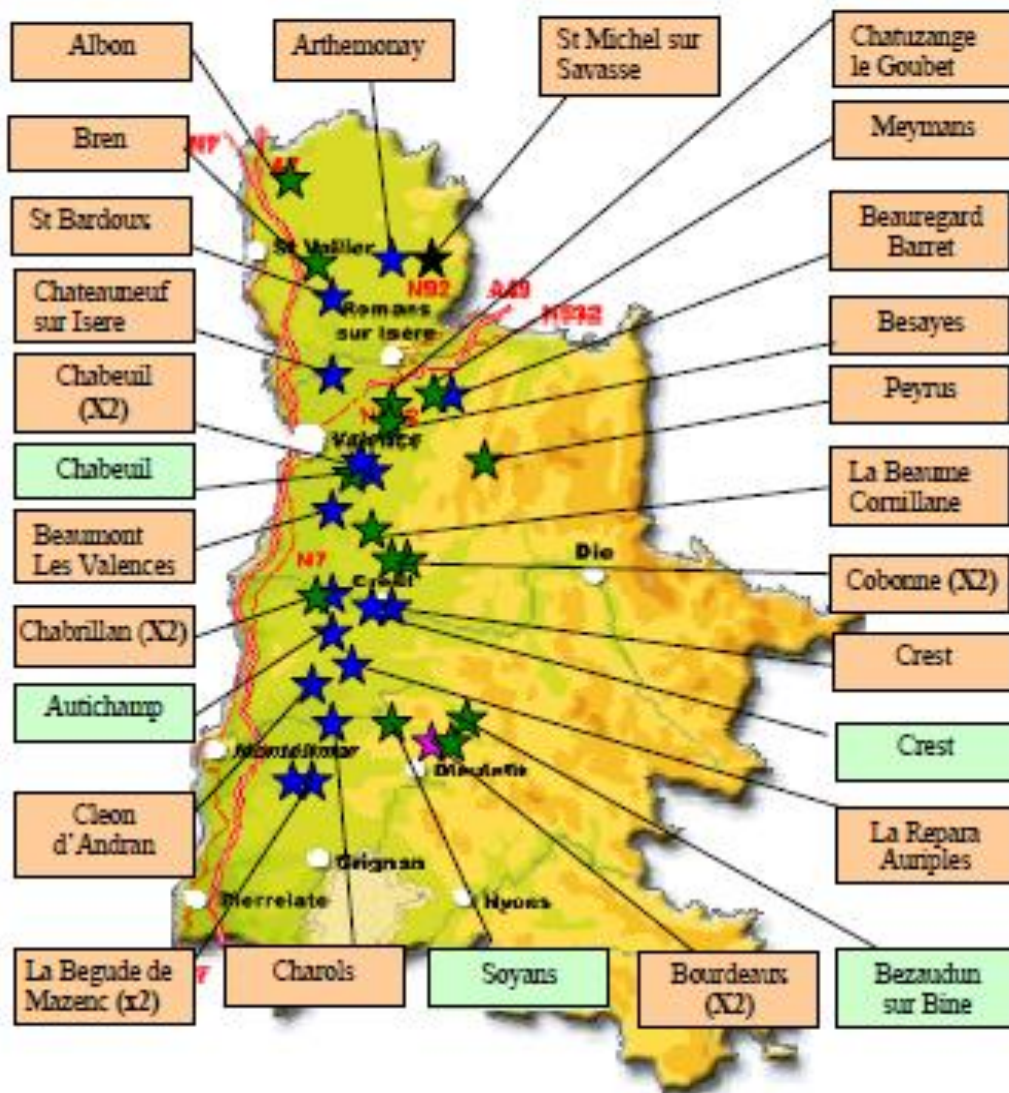 Albon
Arthemonay
St Michel sur
Savasse
Chatuzange
le Goubet
Bren
Meymans
St Bardoux
Beauregard
Barret
Chateauneuf
sur Isere
Besayes
Chabeuil
(X2)
Peyrus
Chabeuil
La Beaume
Cornillane
Beaumont
Les Valences
Cobonne (X2)
Chabrillan (X2)
Crest
Autichamp
Crest
Cleon
d'Andran
La Repara
Auriples
La Begude de
Mazenc (x2)
Charols
Soyans
Bourdeaux
(X2)
Bezaudun
sur Bine
N7
St Vallier
N92
A49
N532
Romans
sur Isère
Valence
Die
N7
Crest
Montelimar
Dieulefit
Grignan
Pierrelate
Nyons